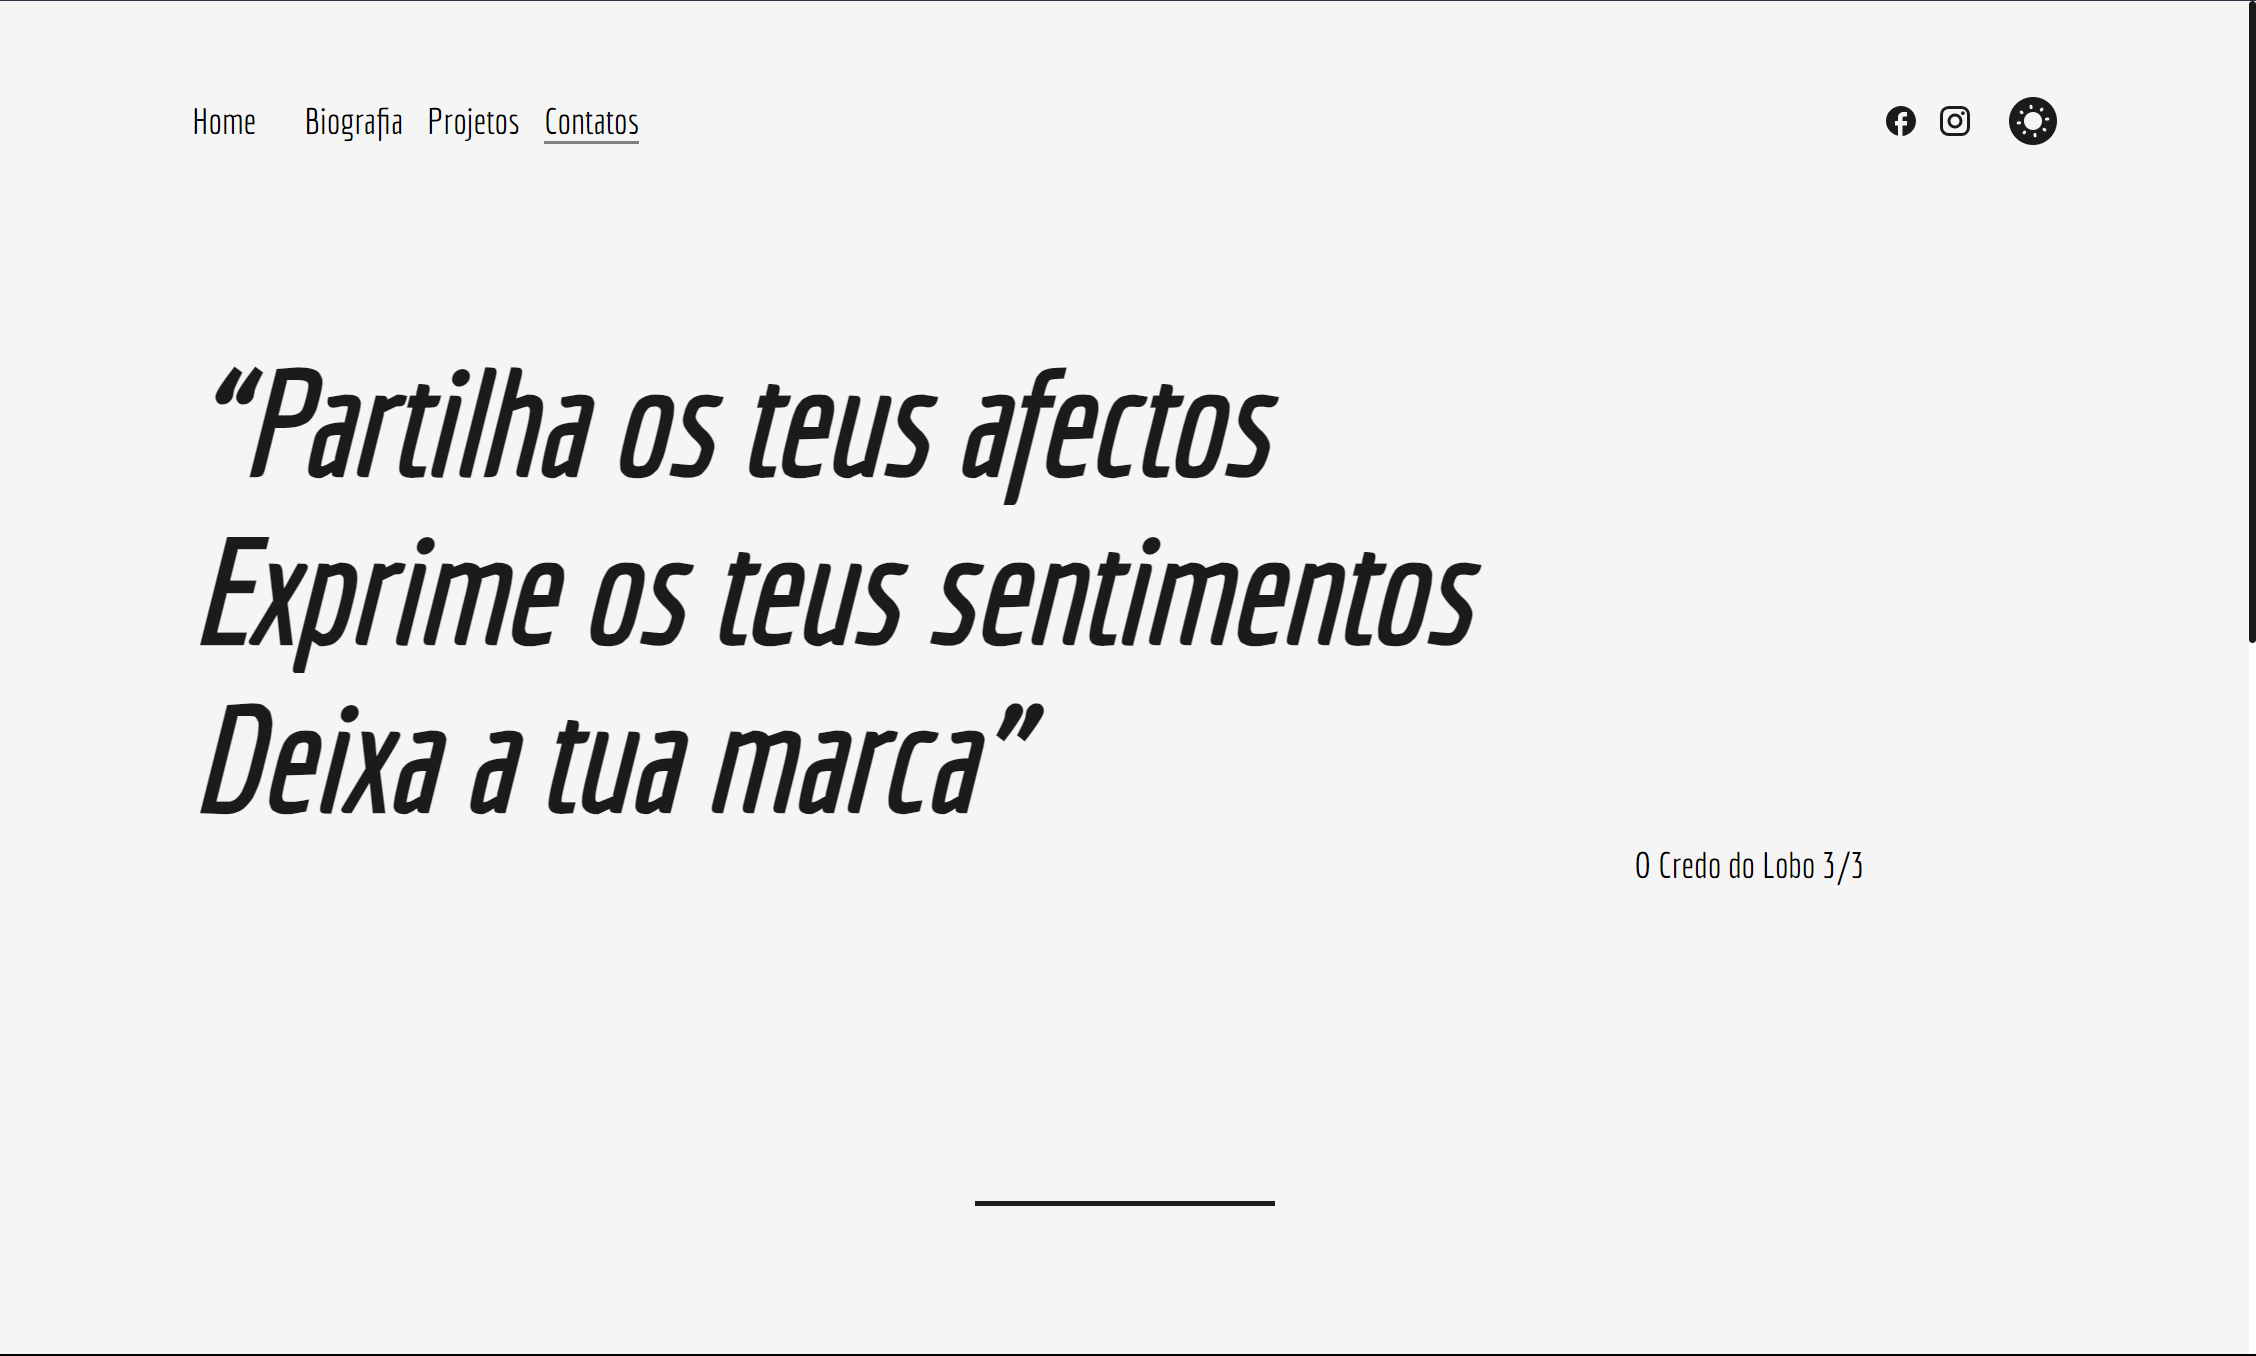 Home Biografia Projetos Contatos
“Partilha os teus afectos
Exprime os teus sentimentos
Deixa a tua marca”
O Credo do Lobo 3/3